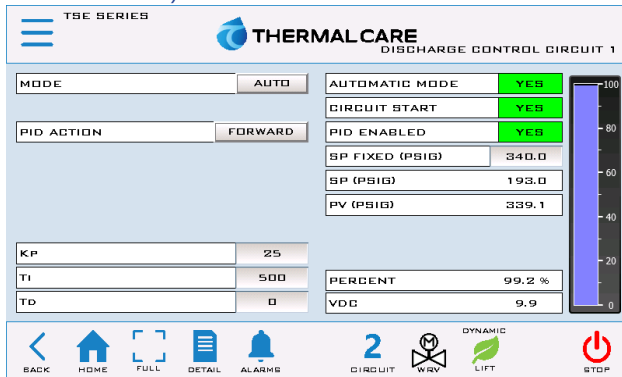 TSE SERIES
THERMALCARE
DISCHARGE CONTROL CIRCUIT 1
MODE AUTO
AUTOMATIC MODE YES
CIRCUIT START YES
PID ACTION FORWARD
PID ENABLED YES
SP FIXED (PSIG) 340.0
SP (PSIG) 193.0
PV (PSIG) 339.1
KP 25
TI 500
PERCENT 99.2 %
TD 0
VDC 9.9
100
80
60
40
20
0
BACK
HOME
FULL
DETAIL
ALARMS
2
CIRCUIT
M
WRV
DYNAMIC
LIFT
STOP